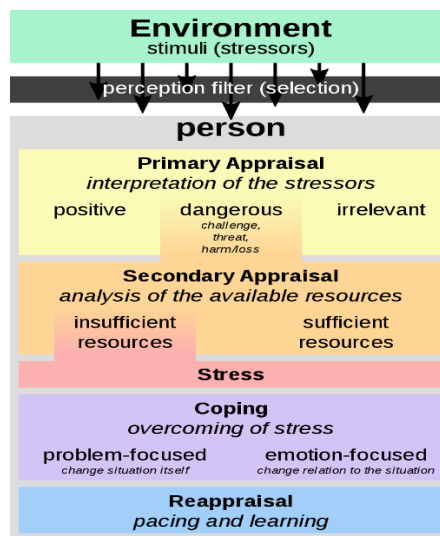 Environment
stimuli (stressors)
perception filter (selection)
person
Primary Appraisal
interpretation of the stressors
positive dangerous irrelevant
challenge,
threat,
harm/loss
Secondary Appraisal
analysis of the available resources
insufficient sufficient
resources resources
Stress
Coping
overcoming of stress
problem-focused emotion-focused
change situation itself change relation to the situation
Reappraisal
pacing and learning